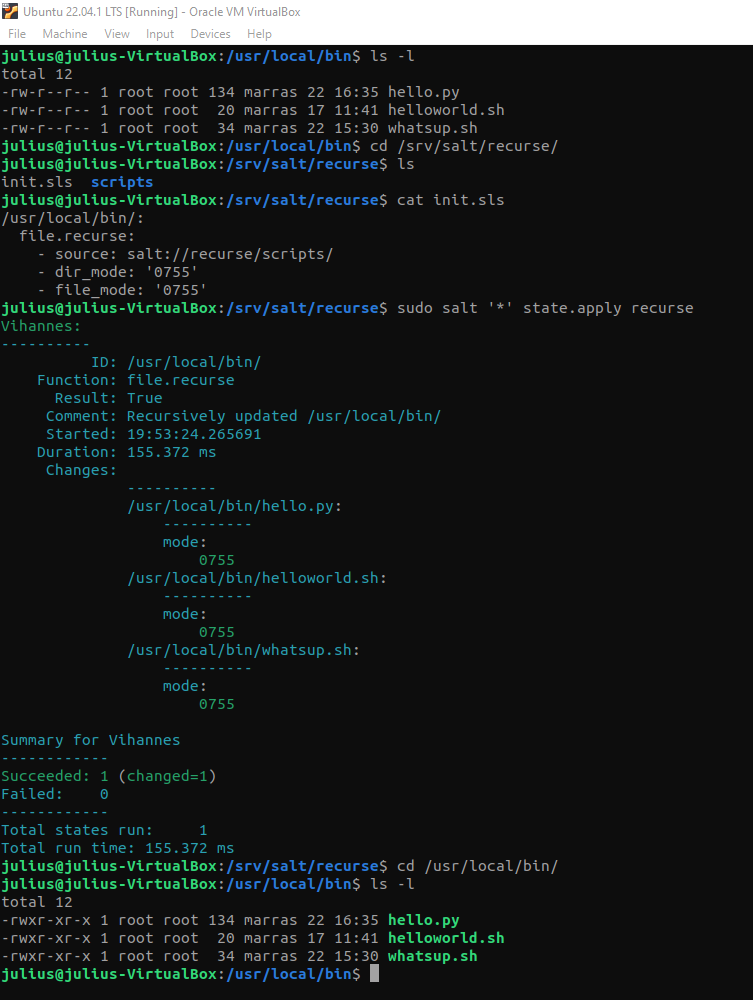 Ubuntu 22.04.1 LTS [Running] - Oracle VM VirtualBox
File Machine View Input Devices Help
julius@julius-VirtualBox:/usr/local/bin$ ls -l
total 12
-rw-r--r-- 1 root root 134 marras 22 16:35 hello.py
-rw-r--r-- 1 root root  20 marras 17 11:41 helloworld.sh
-rw-r--r-- 1 root root  34 marras 22 15:30 whatsup.sh
julius@julius-VirtualBox:/usr/local/bin$ cd /srv/salt/recurse/
julius@julius-VirtualBox:/srv/salt/recurse$ ls
init.sls  scripts
julius@julius-VirtualBox:/srv/salt/recurse$ cat init.sls
/usr/local/bin/:
  file.recurse:
    - source: salt://recurse/scripts/
    - dir_mode: '0755'
    - file_mode: '0755'
julius@julius-VirtualBox:/srv/salt/recurse$ sudo salt '*' state.apply recurse
Vihannes:
----------
          ID: /usr/local/bin/
    Function: file.recurse
      Result: True
     Comment: Recursively updated /usr/local/bin/
     Started: 19:53:24.265691
    Duration: 155.372 ms
     Changes:
              ----------
              /usr/local/bin/hello.py:
                  ----------
                  mode:
                      0755
              /usr/local/bin/helloworld.sh:
                  ----------
                  mode:
                      0755
              /usr/local/bin/whatsup.sh:
                  ----------
                  mode:
                      0755
Summary for Vihannes
------------
Succeeded: 1 (changed=1)
Failed:    0
------------
Total states run:     1
Total run time: 155.372 ms
julius@julius-VirtualBox:/srv/salt/recurse$ cd /usr/local/bin/
julius@julius-VirtualBox:/usr/local/bin$ ls -l
total 12
-rwxr-xr-x 1 root root 134 marras 22 16:35 hello.py
-rwxr-xr-x 1 root root  20 marras 17 11:41 helloworld.sh
-rwxr-xr-x 1 root root  34 marras 22 15:30 whatsup.sh
julius@julius-VirtualBox:/usr/local/bin$